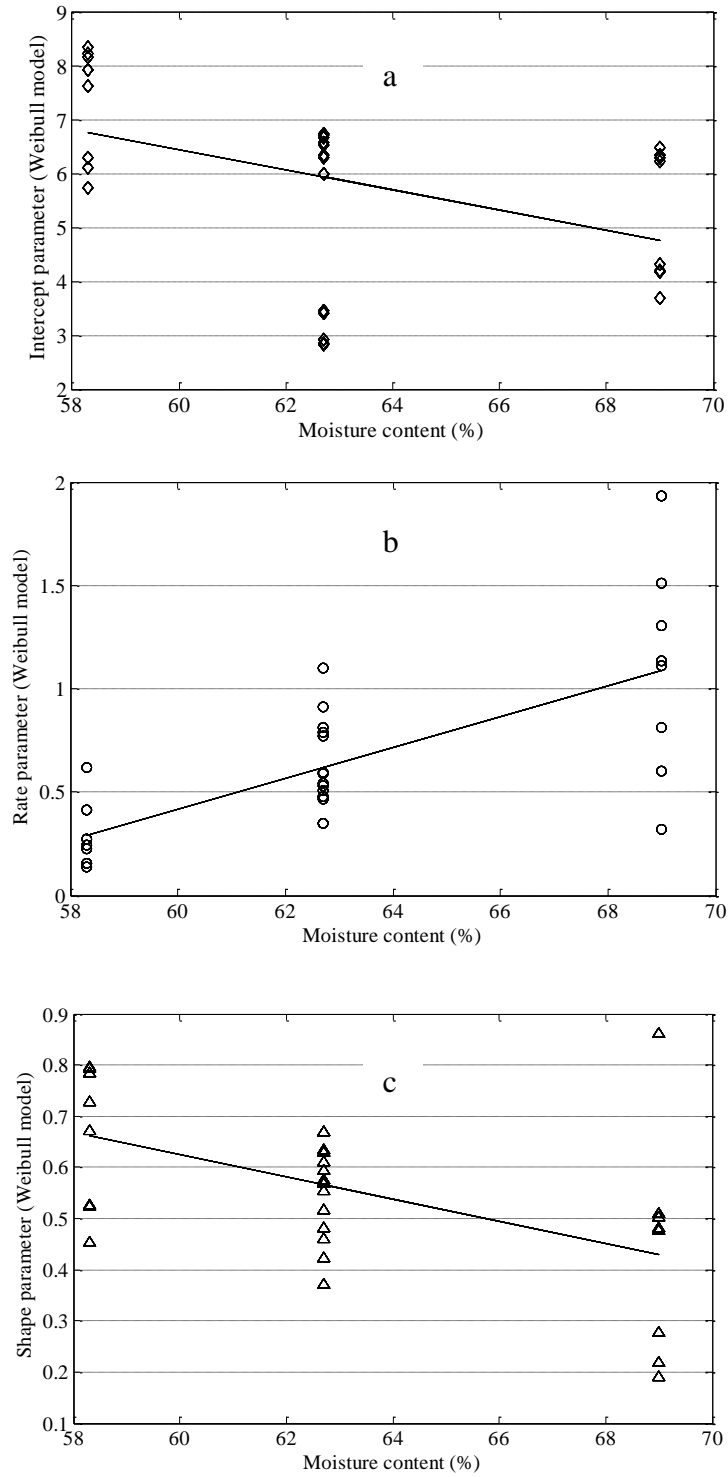 9
8
7
6
5
4
3
2
Intercept parameter (Weibull model)
a
58 60 62 64 66 68 70
Moisture content (%)
2
1.5
1
0.5
0
Rate parameter (Weibull model)
b
58 60 62 64 66 68 70
Moisture content (%)
0.9
0.8
0.7
0.6
0.5
0.4
0.3
0.2
0.1
Shape parameter (Weibull model)
c
58 60 62 64 66 68 70
Moisture content (%)